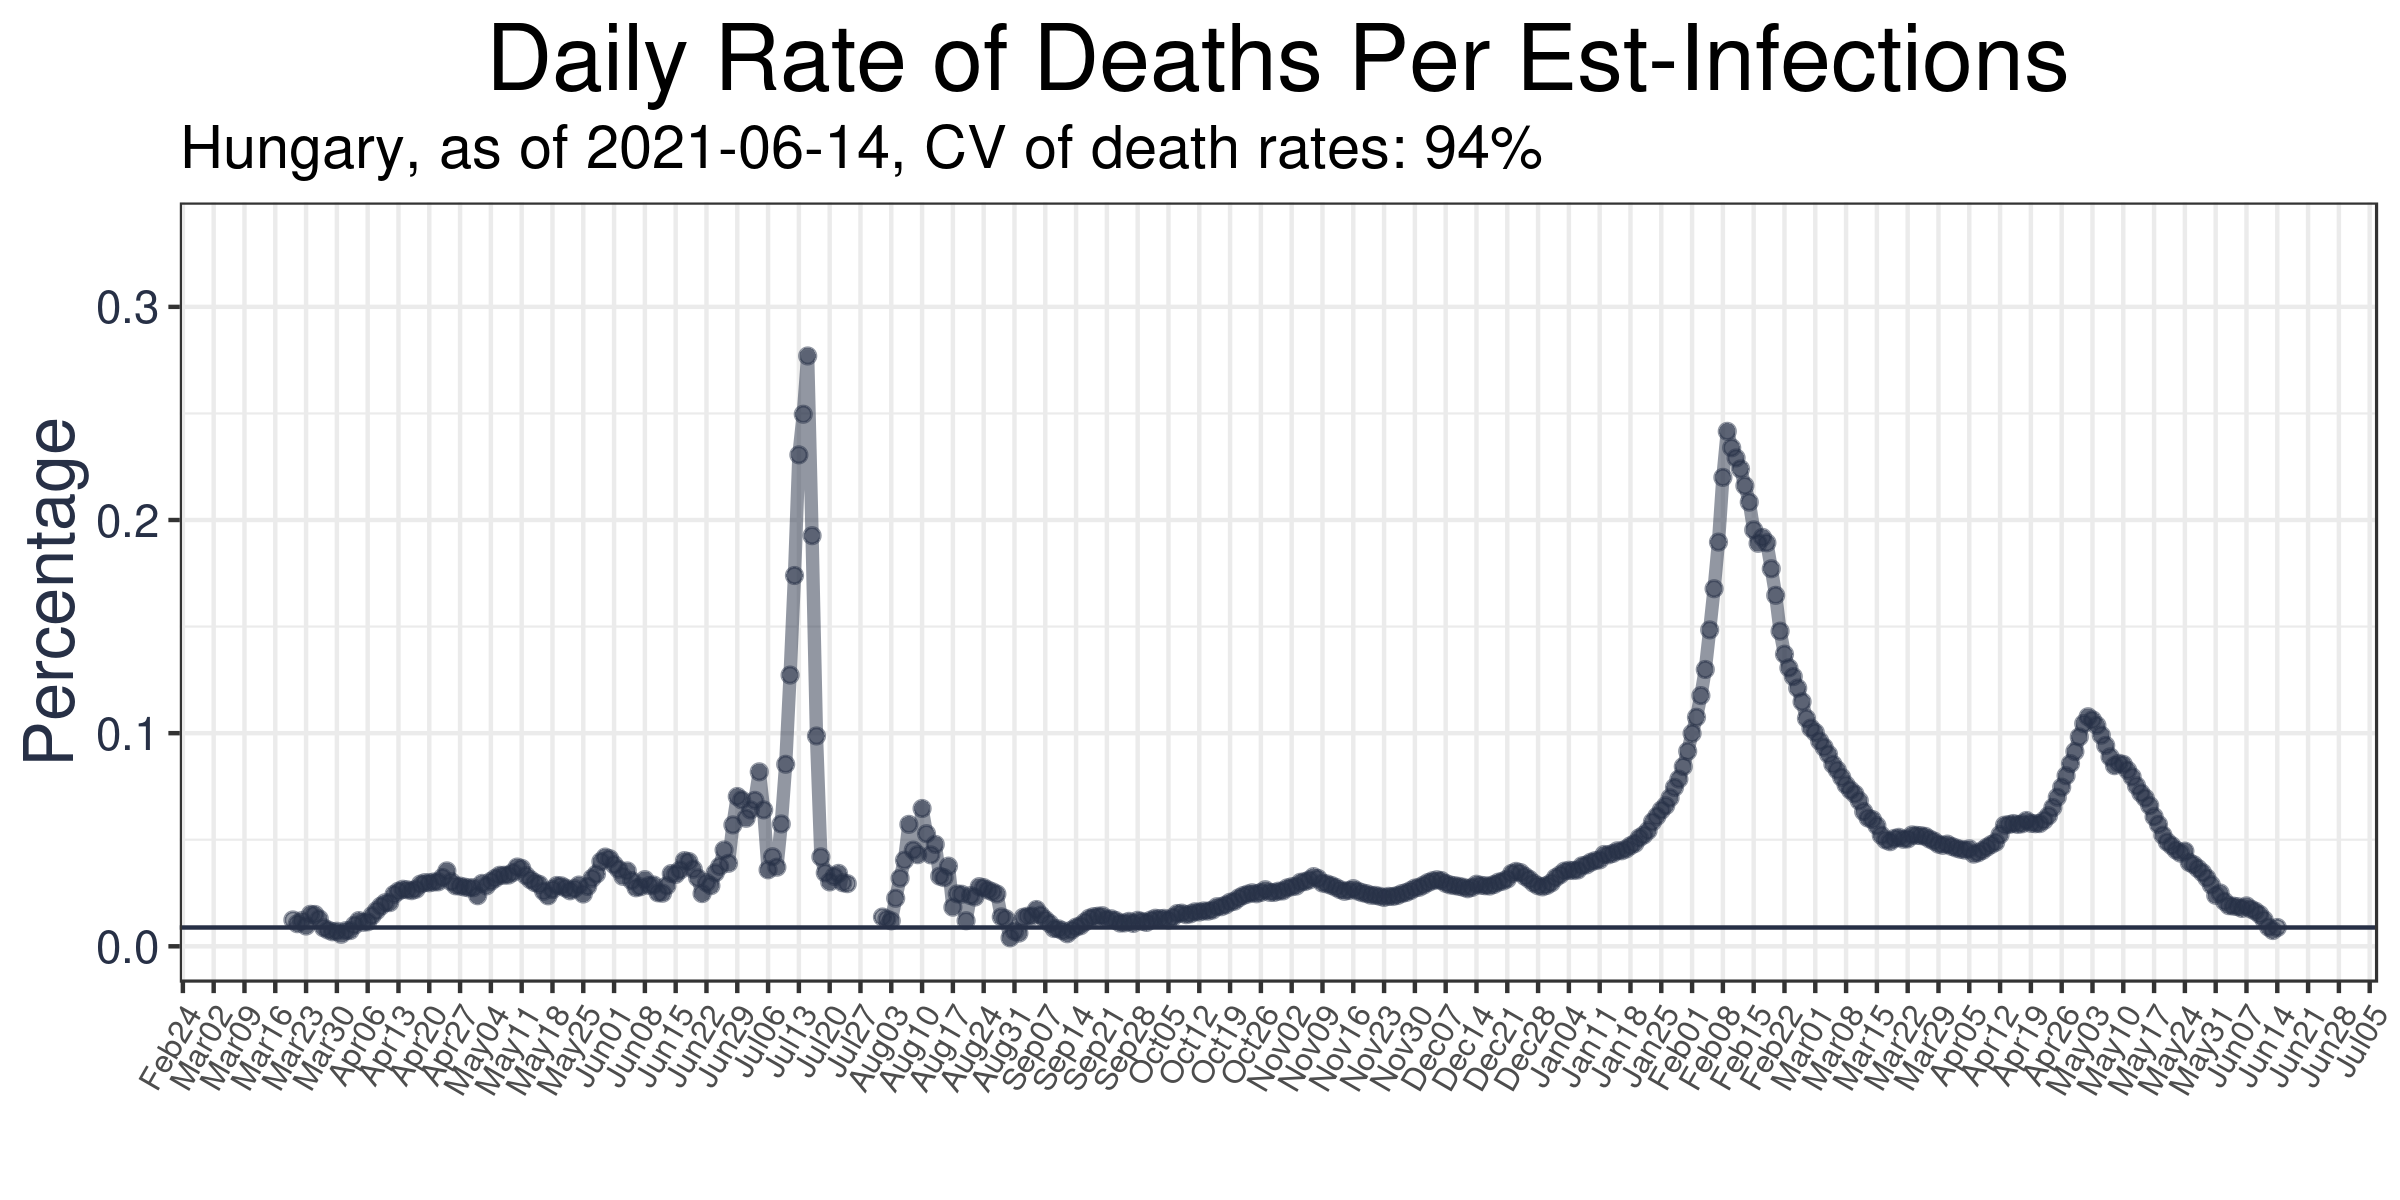 Daily Rate of Deaths Per Est-Infections
Hungary, as of 2021-06-14, CV of death rates: 94%
Percentage
0.3
0.2
0.1
0.0
Feb24
Mar02
Mar09
Mar16
Mar23
Mar30
Apr06
Apr13
Apr20
Apr27
May04
May11
May18
May25
Jun01
Jun08
Jun15
Jun22
Jun29
Jul06
Jul13
Jul20
Jul27
Aug03
Aug10
Aug17
Aug24
Aug31
Sep07
Sep14
Sep21
Sep28
Oct05
Oct12
Oct19
Oct26
Nov02
Nov09
Nov16
Nov23
Nov30
Dec07
Dec14
Dec21
Dec28
Jan04
Jan11
Jan18
Jan25
Feb01
Feb08
Feb15
Feb22
Mar01
Mar08
Mar15
Mar22
Mar29
Apr05
Apr12
Apr19
Apr26
May03
May10
May17
May24
May31
Jun07
Jun14
Jun21
Jun28
Jul05